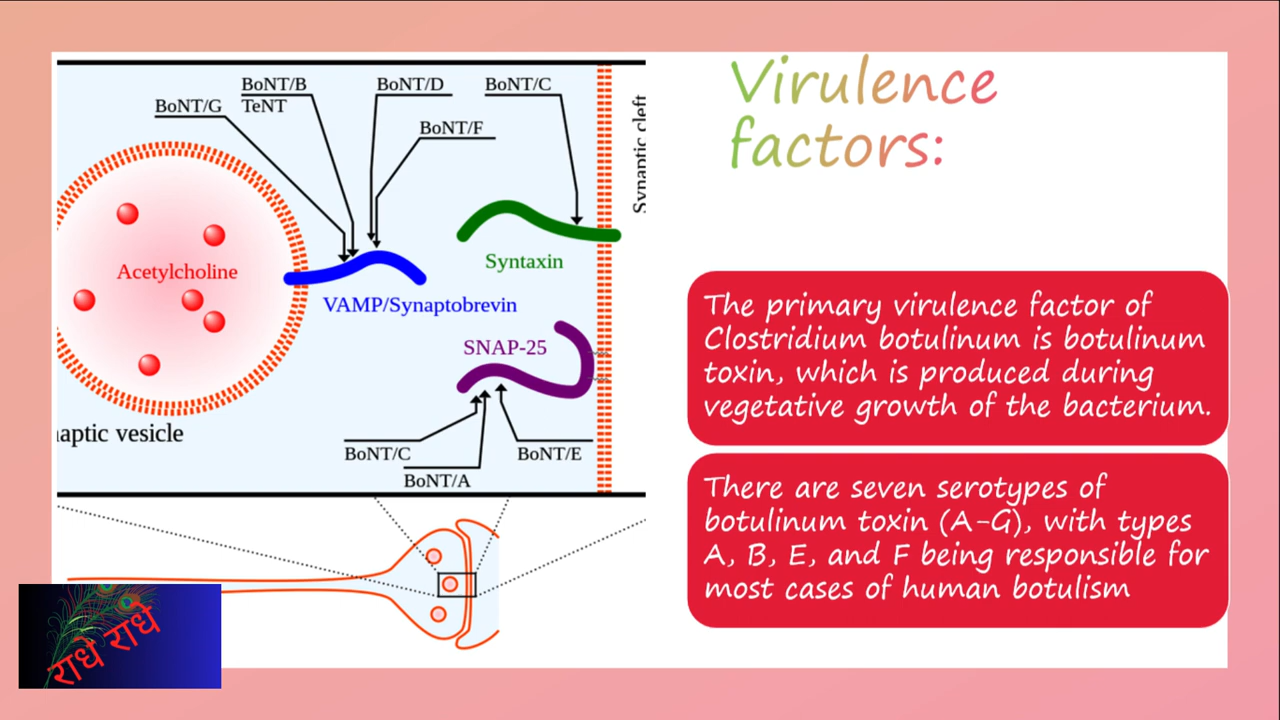 Virulence
factors:
BoNT/G
BoNT/B
TeNT
BoNT/D
BoNT/F
BoNT/C
Synaptic cleft
Acetylcholine
Syntaxin
VAMP/Synaptobrevin
SNAP-25
aptic vesicle
BoNT/C
BoNT/A
BoNT/E
The primary virulence factor of
Clostridium botulinum is botulinum
toxin, which is produced during
vegetative growth of the bacterium.
There are seven serotypes of
botulinum toxin (A-G), with types
A, B, E, and F being responsible for
most cases of human botulism
राधे राधे